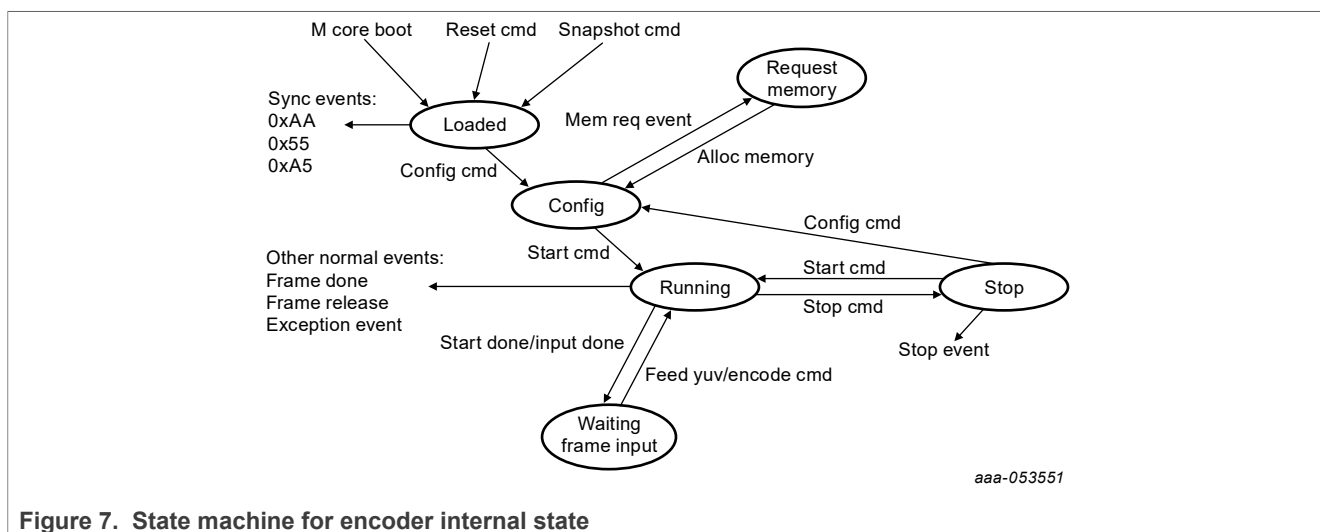 M core boot
Reset cmd
Snapshot cmd
Request
memory
Sync events:
0xAA
0x55
0xA5
Loaded
Mem req event
Alloc memory
Config cmd
Config
Config cmd
Start cmd
Other normal events:
Frame done
Frame release
Exception event
Running
Start cmd
Stop cmd
Stop
Stop event
Start done/input done
Feed yuv/encode cmd
Waiting
frame input
aaa-053551
Figure 7. State machine for encoder internal state